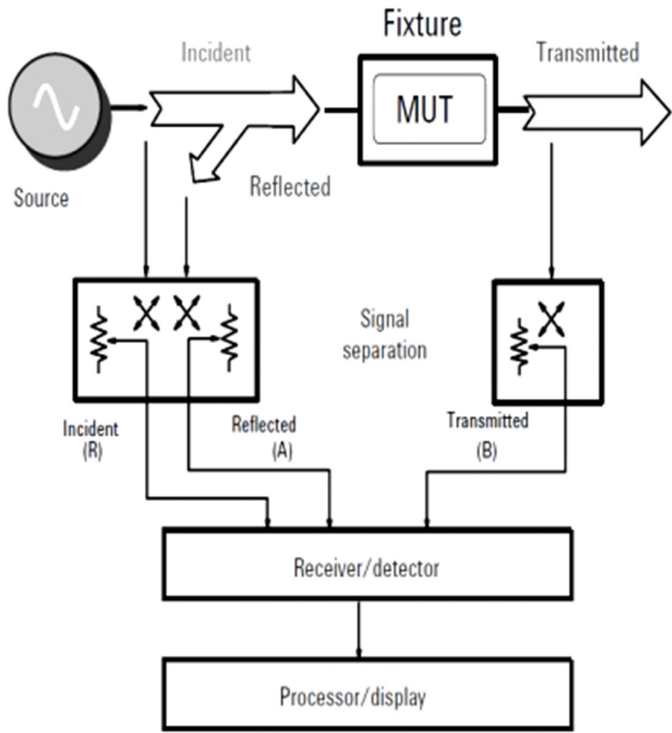 Fixture
Incident
Transmitted
MUT
Source
Reflected
Signal
separation
Incident
(R)
Reflected
(A)
Transmitted
(B)
Receiver/detector
Processor/display